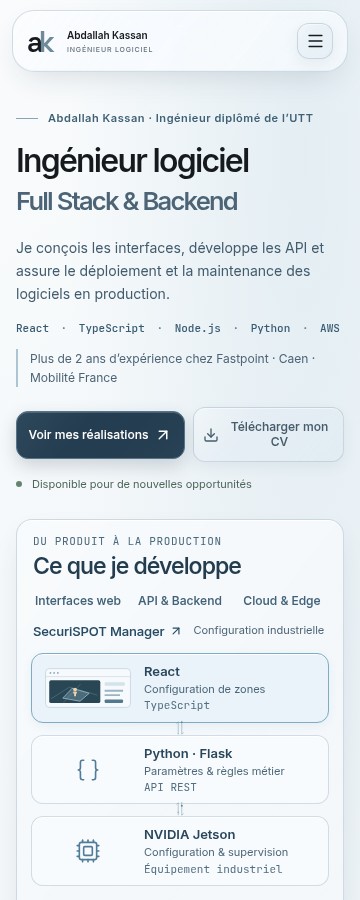 ak
Abdallah Kassan
INGÉNIEUR LOGICIEL
Abdallah Kassan · Ingénieur diplômé de l’UTT
Ingénieur logiciel
Full Stack & Backend
Je conçois les interfaces, développe les API et
assure le déploiement et la maintenance des
logiciels en production.
React · TypeScript · Node.js · Python · AWS
Plus de 2 ans d’expérience chez Fastpoint · Caen ·
Mobilité France
Voir mes réalisations
Télécharger mon
CV
Disponible pour de nouvelles opportunités
DU PRODUIT À LA PRODUCTION
Ce que je développe
Interfaces web API & Backend Cloud & Edge
SecuriSPOT Manager Configuration industrielle
React
Configuration de zones
TypeScript
{ }
Python · Flask
Paramètres & règles métier
API REST
NVIDIA Jetson
Configuration & supervision
Équipement industriel